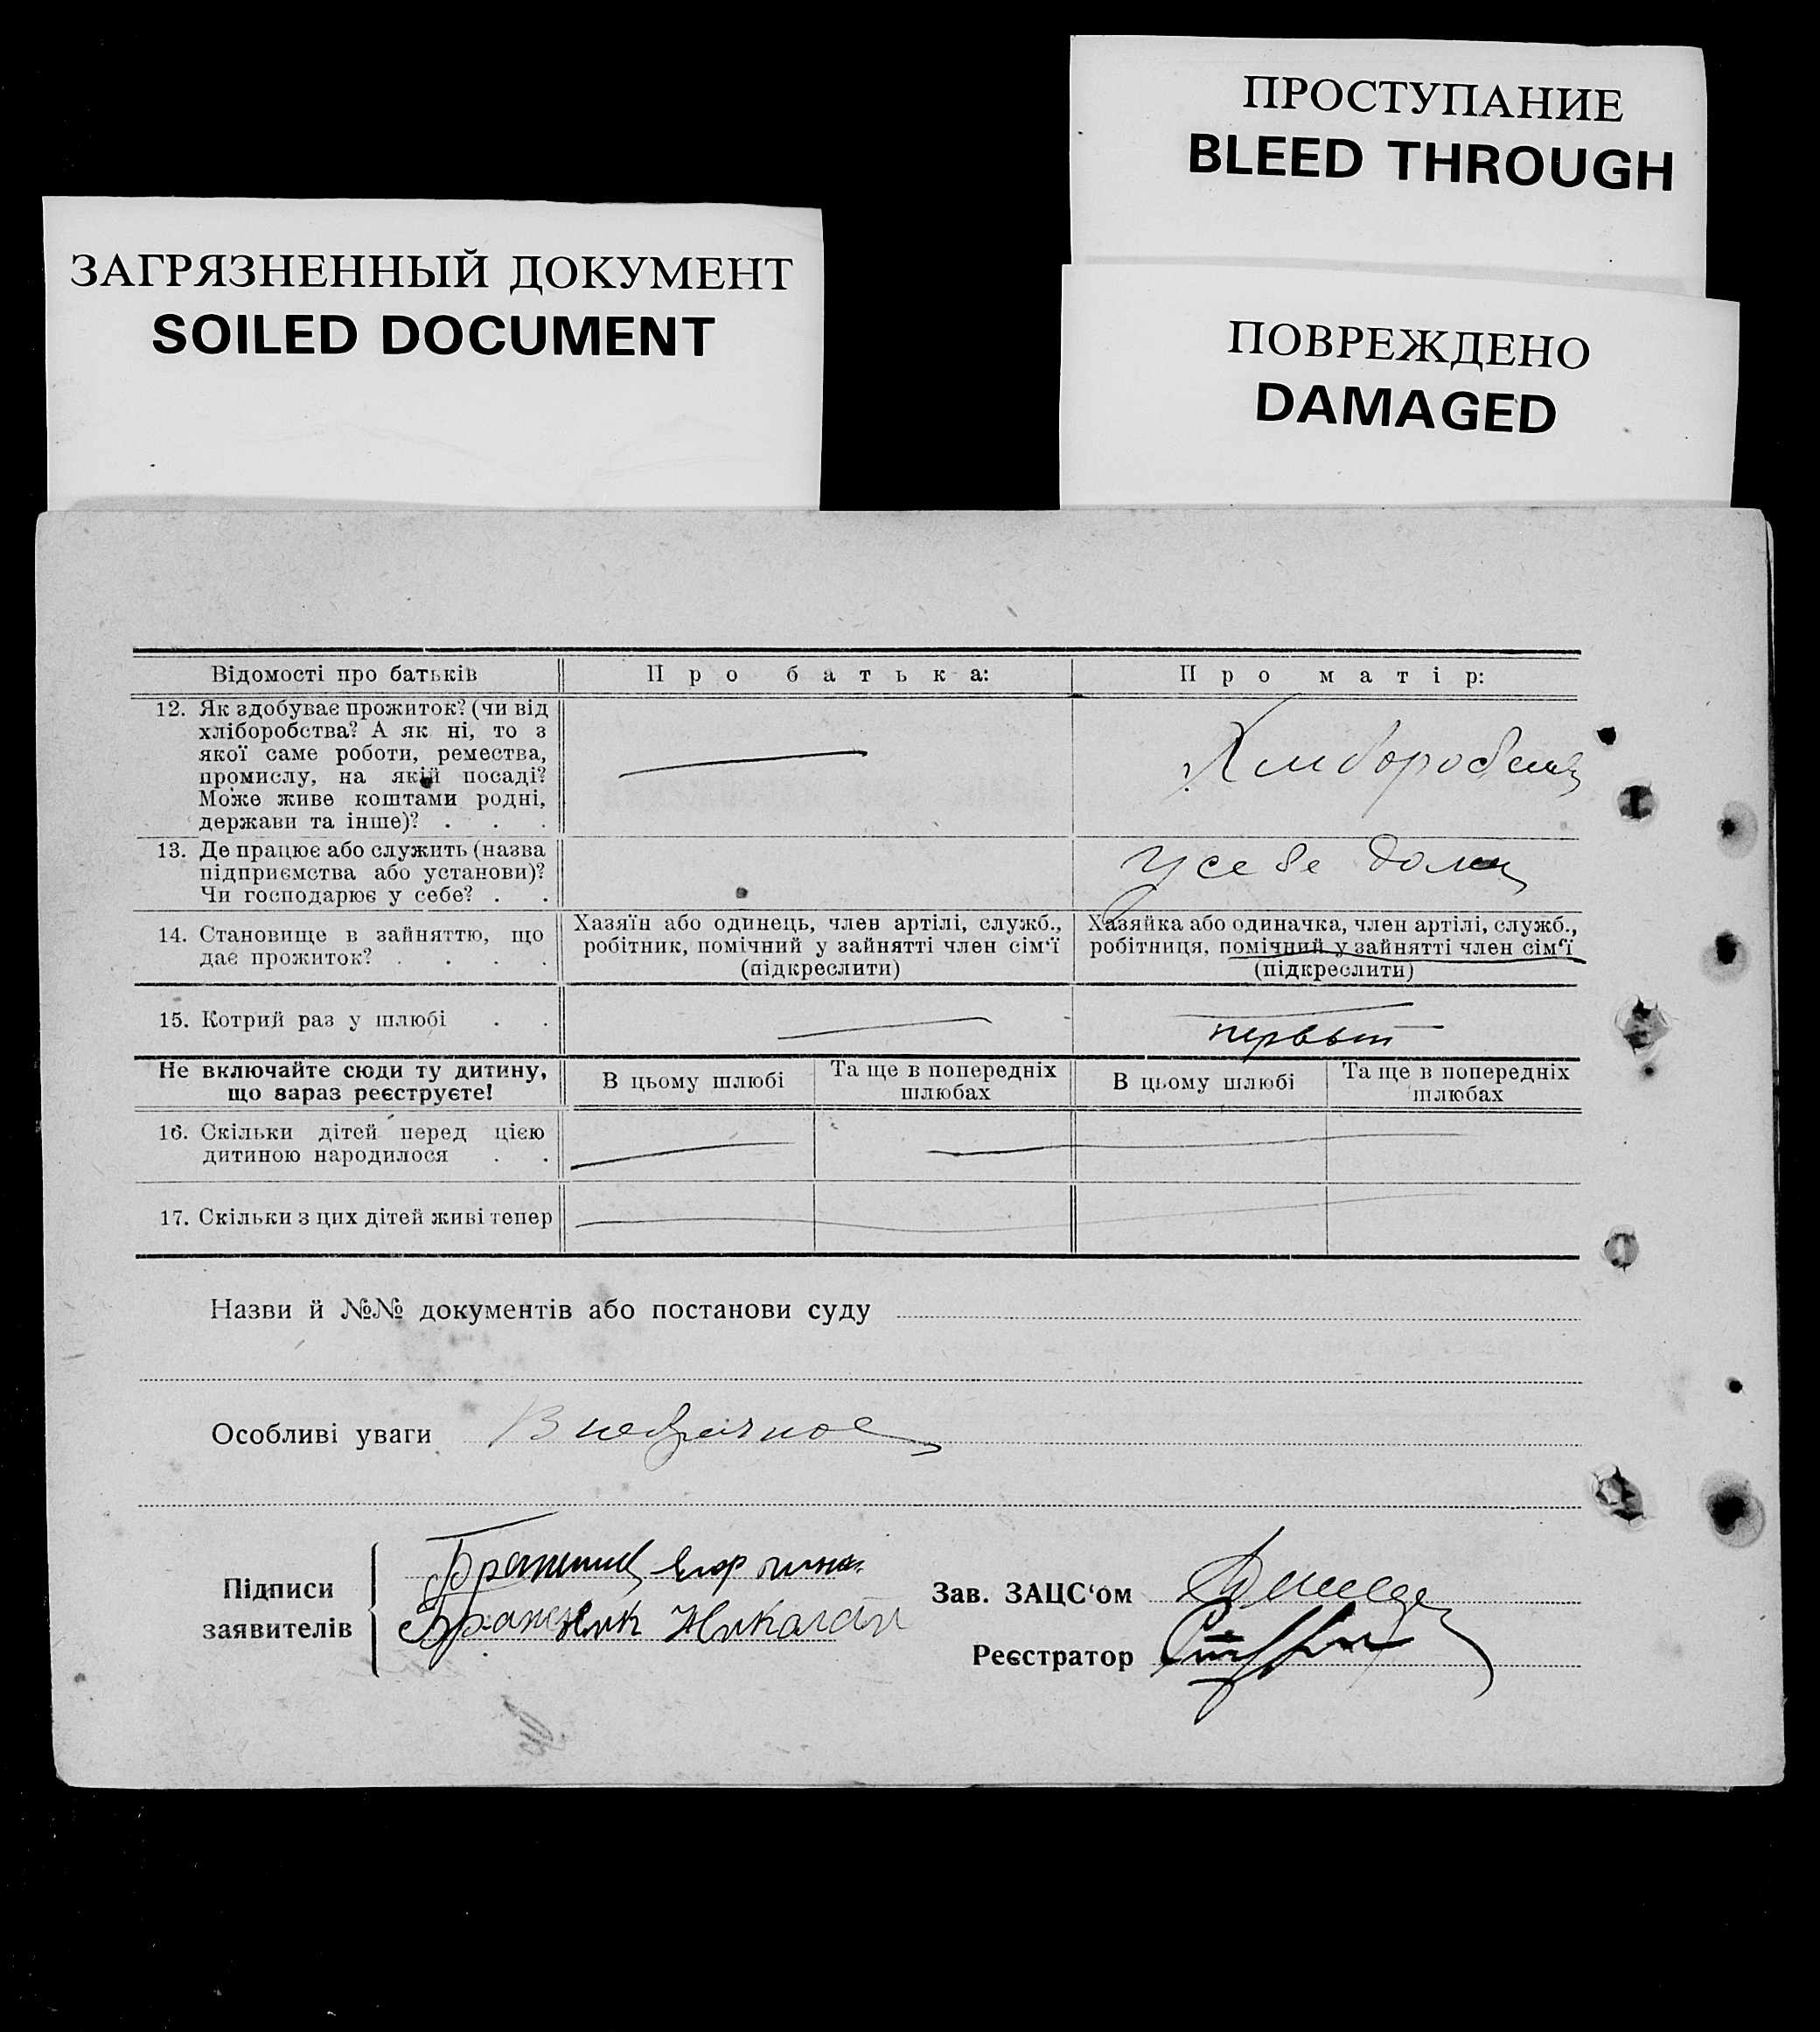 ПРОСТУПАНИЕ
BLEED THROUGH
ЗАГРЯЗНЕННЫЙ ДОКУМЕНТ
SOILED DOCUMENT
ПОВРЕЖДЕНО
DAMAGED
Відомості про батьків
Про батька:
Про матір:
12. Як здобуває прожиток? (чи від
хліборобства? А як ні, то з
якої саме роботи, ремества,
промислу, на якій посаді?
Може живе коштами родні,
держави та інше)? . . .
13. Де працює або служить (назва
підприємства або установи)?
Чи господарює у себе? . .
У себе дома
14. Становище в зайняттю, що
дає прожиток? . . . .
Хазяїн або одинець, член артілі, служб.,
робітник, помічний у зайнятті член сім'ї
(підкреслити)
Хазяйка або одиначка, член артілі, служб.,
робітниця, помічний у зайнятті член сім'ї
(підкреслити)
15. Котрий раз у шлюбі . .
первый
Не включайте сюди ту дитину,
що зараз реєструєте!
В цьому шлюбі
Та ще в попередніх
шлюбах
В цьому шлюбі
Та ще в попередніх
шлюбах
16. Скільки дітей перед цією
дитиною народилося . .
17. Скільки з цих дітей живі тепер
Назви й №№ документів або постанови суду
Особливі уваги
Підписи
заявителів
Николай
Зав. ЗАЦС'ом
Реєстратор